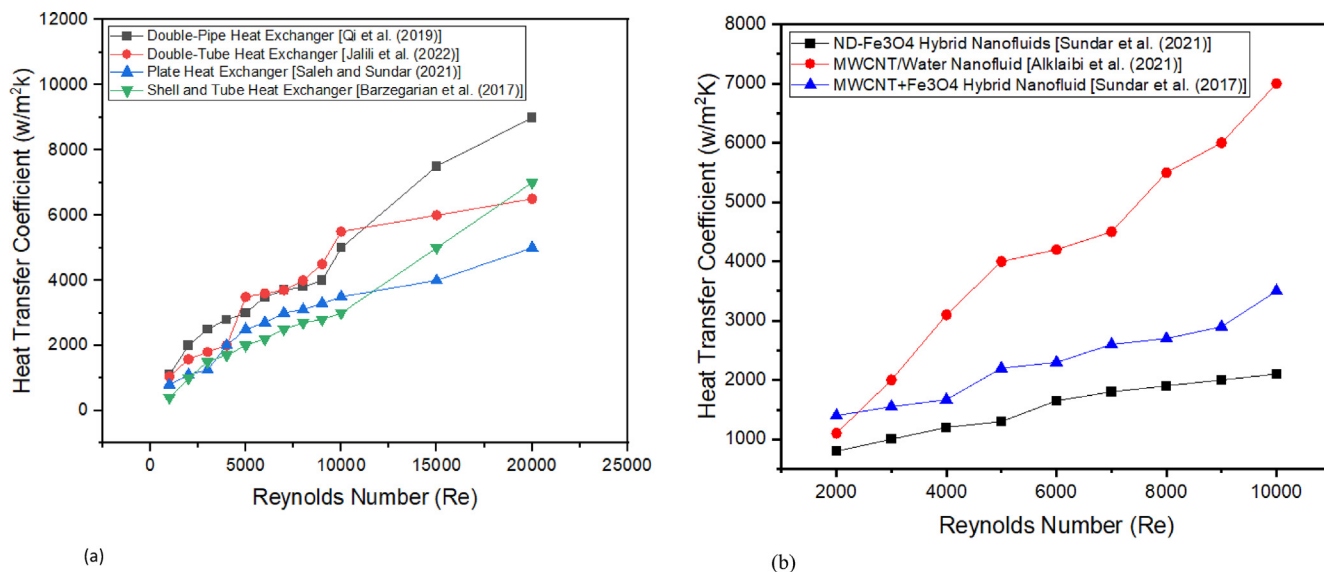 12000
10000
8000
6000
4000
2000
0
Heat Transfer Coefficient (w/m²k)
Double-Pipe Heat Exchanger [Qi et al. (2019)]
Double-Tube Heat Exchanger [Jalili et al. (2022)]
Plate Heat Exchanger [Saleh and Sundar (2021)]
Shell and Tube Heat Exchanger [Barzegarian et al. (2017)]
0 5000 10000 15000 20000 25000
Reynolds Number (Re)
(a)
8000
7000
6000
5000
4000
3000
2000
1000
Heat Transfer Coefficient (w/m²K)
ND-Fe3O4 Hybrid Nanofluids [Sundar et al. (2021)]
MWCNT/Water Nanofluid [Alklaibi et al. (2021)]
MWCNT+Fe3O4 Hybrid Nanofluid [Sundar et al. (2017)]
2000 4000 6000 8000 10000
Reynolds Number (Re)
(b)